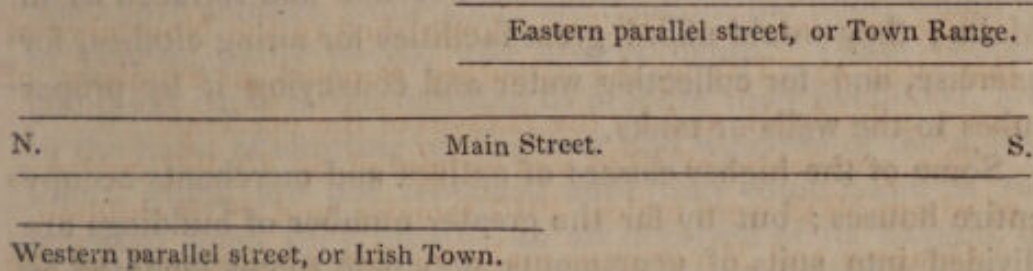 Eastern parallel street, or Town Range.
N. Main Street. S.
Western parallel street, or Irish Town.